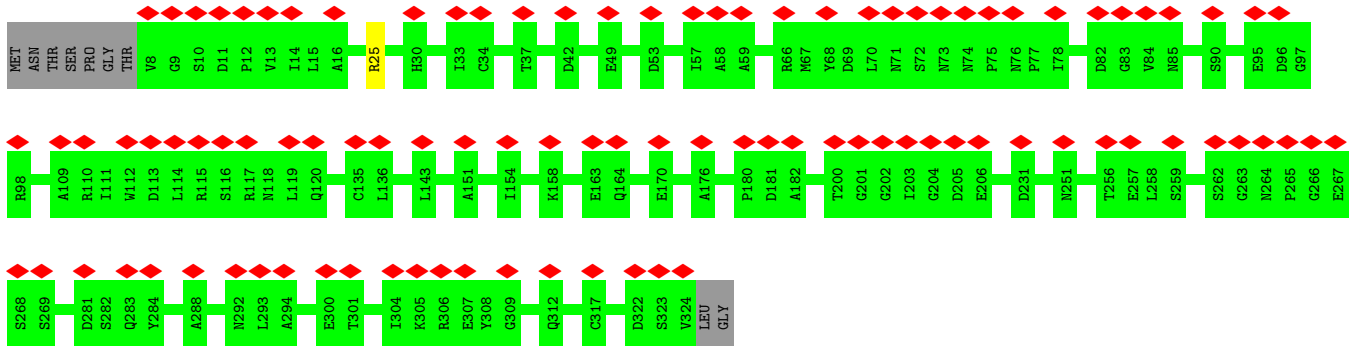 MET ASN THR SER PRO GLY THR V8 G9 S10 D11 P12 V13 I14 L15 A16 R25 H30 I33 C34 T37 D42 E49 D53 I57 A58 A59 R66 M67 Y68 D69 L70 N71 S72 N73 N74 P75 N76 P77 I78 D82 G83 V84 N85 S90 E95 D96 G97
R98 A109 R110 I111 W112 D113 L114 R115 S116 R117 N118 L119 Q120 C135 L136 L143 A151 I154 K158 E163 Q164 E170 A176 P180 D181 A182 T200 G201 G202 I203 G204 D205 E206 D231 N251 T256 E257 L258 S259 S262 G263 N264 P265 G266 E267
S268 S269 D281 S282 Q283 Y284 A288 N292 L293 A294 E300 T301 I304 K305 R306 E307 Y308 G309 Q312 C317 D322 S323 V324 LEU GLY